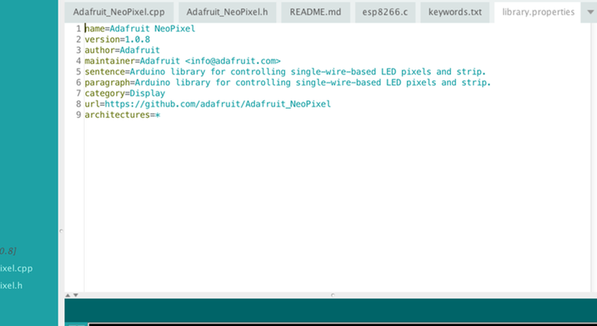 Adafruit_NeoPixel.cpp Adafruit_NeoPixel.h README.md esp8266.c keywords.txt library.properties
1 name=Adafruit NeoPixel
2 version=1.0.8
3 author=Adafruit
4 maintainer=Adafruit <info@adafruit.com>
5 sentence=Arduino library for controlling single-wire-based LED pixels and strip.
6 paragraph=Arduino library for controlling single-wire-based LED pixels and strip.
7 category=Display
8 url=https://github.com/adafruit/Adafruit_NeoPixel
9 architectures=*
0.8)
ixel.cpp
ixel.h